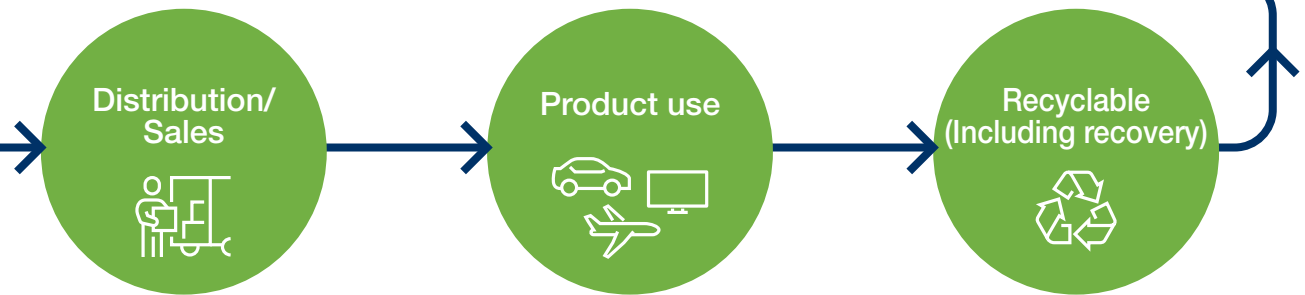 Distribution/
Sales
Product use
Recyclable
(Including recovery)